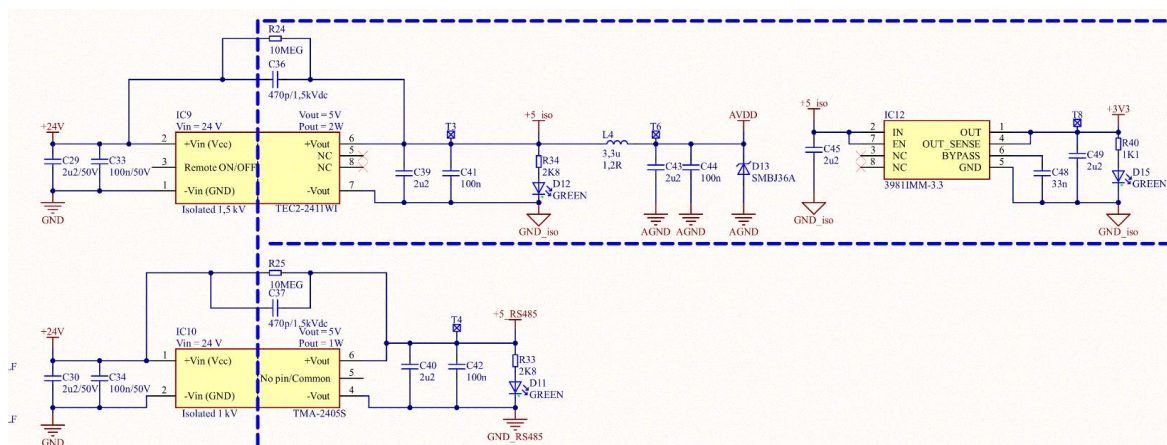 R24
10MEG
C36
470p/1,5kVdc
+24V
IC9
Vin = 24 V
Vout = 5V
Pout = 2W
C29
2u2/50V
C33
100n/50V
2 +Vin (Vcc) +Vout 6
NC 5
3 Remote ON/OFF NC 8
1 -Vin (GND) -Vout 7
Isolated 1,5 kV
TEC2-2411WI
GND
C39
2u2
T3
C41
100n
+5_iso
R34
2K8
D12
GREEN
GND_iso
L4
3,3u
1,2R
T6
C43
2u2
C44
100n
AVDD
D13
SMBJ36A
AGND AGND AGND
+5_iso
C45
2u2
GND_iso
IC12
2 IN OUT 1
7 EN OUT_SENSE 4
3 NC BYPASS 6
8 NC GND 5
3981IMM-3.3
T8
C49
2u2
C48
33n
+3V3
R40
1K1
D15
GREEN
GND_iso
R25
10MEG
C37
470p/1,5kVdc
+24V
IC10
Vin = 24 V
Vout = 5V
Pout = 1W
C30
2u2/50V
C34
100n/50V
1 +Vin (Vcc) +Vout 6
No pin/Common 5
2 -Vin (GND) -Vout 4
Isolated 1 kV
TMA-2405S
GND
C40
2u2
T4
C42
100n
+5_RS485
R33
2K8
D11
GREEN
GND_RS485
_F
_F